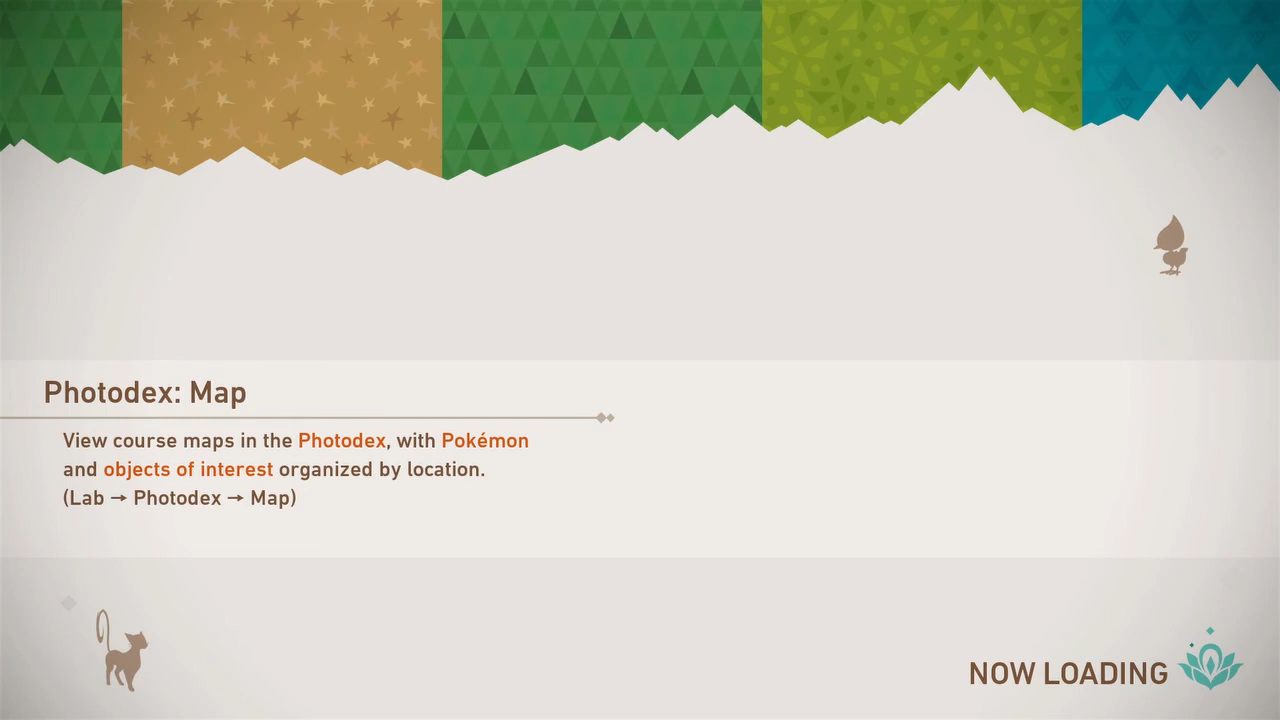 Photodex: Map
View course maps in the Photodex, with Pokémon
and objects of interest organized by location.
(Lab → Photodex → Map)
NOW LOADING